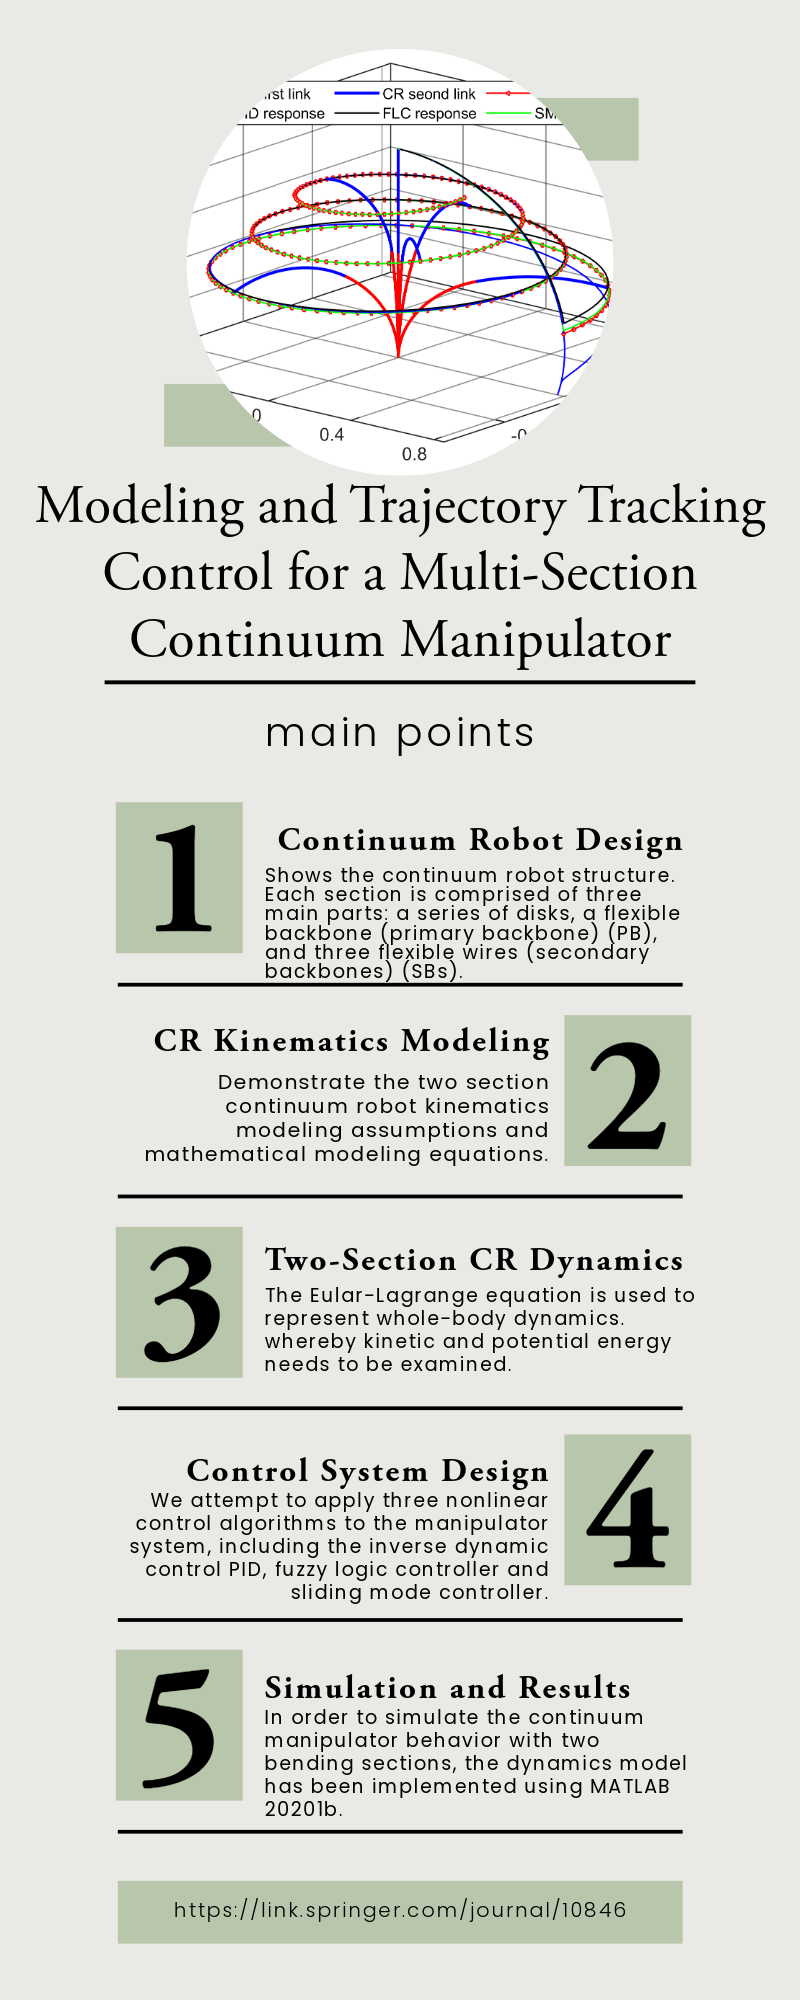 rst link CR seond link
D response FLC response SM
0
0.4
0.8
-0
Modeling and Trajectory Tracking
Control for a Multi-Section
Continuum Manipulator
main points
1
Continuum Robot Design
Shows the continuum robot structure.
Each section is comprised of three
main parts: a series of disks, a flexible
backbone (primary backbone) (PB),
and three flexible wires (secondary
backbones) (SBs).
CR Kinematics Modeling
2
Demonstrate the two section
continuum robot kinematics
modeling assumptions and
mathematical modeling equations.
3
Two-Section CR Dynamics
The Eular-Lagrange equation is used to
represent whole-body dynamics.
whereby kinetic and potential energy
needs to be examined.
Control System Design
4
We attempt to apply three nonlinear
control algorithms to the manipulator
system, including the inverse dynamic
control PID, fuzzy logic controller and
sliding mode controller.
5
Simulation and Results
In order to simulate the continuum
manipulator behavior with two
bending sections, the dynamics model
has been implemented using MATLAB
20201b.
https://link.springer.com/journal/10846